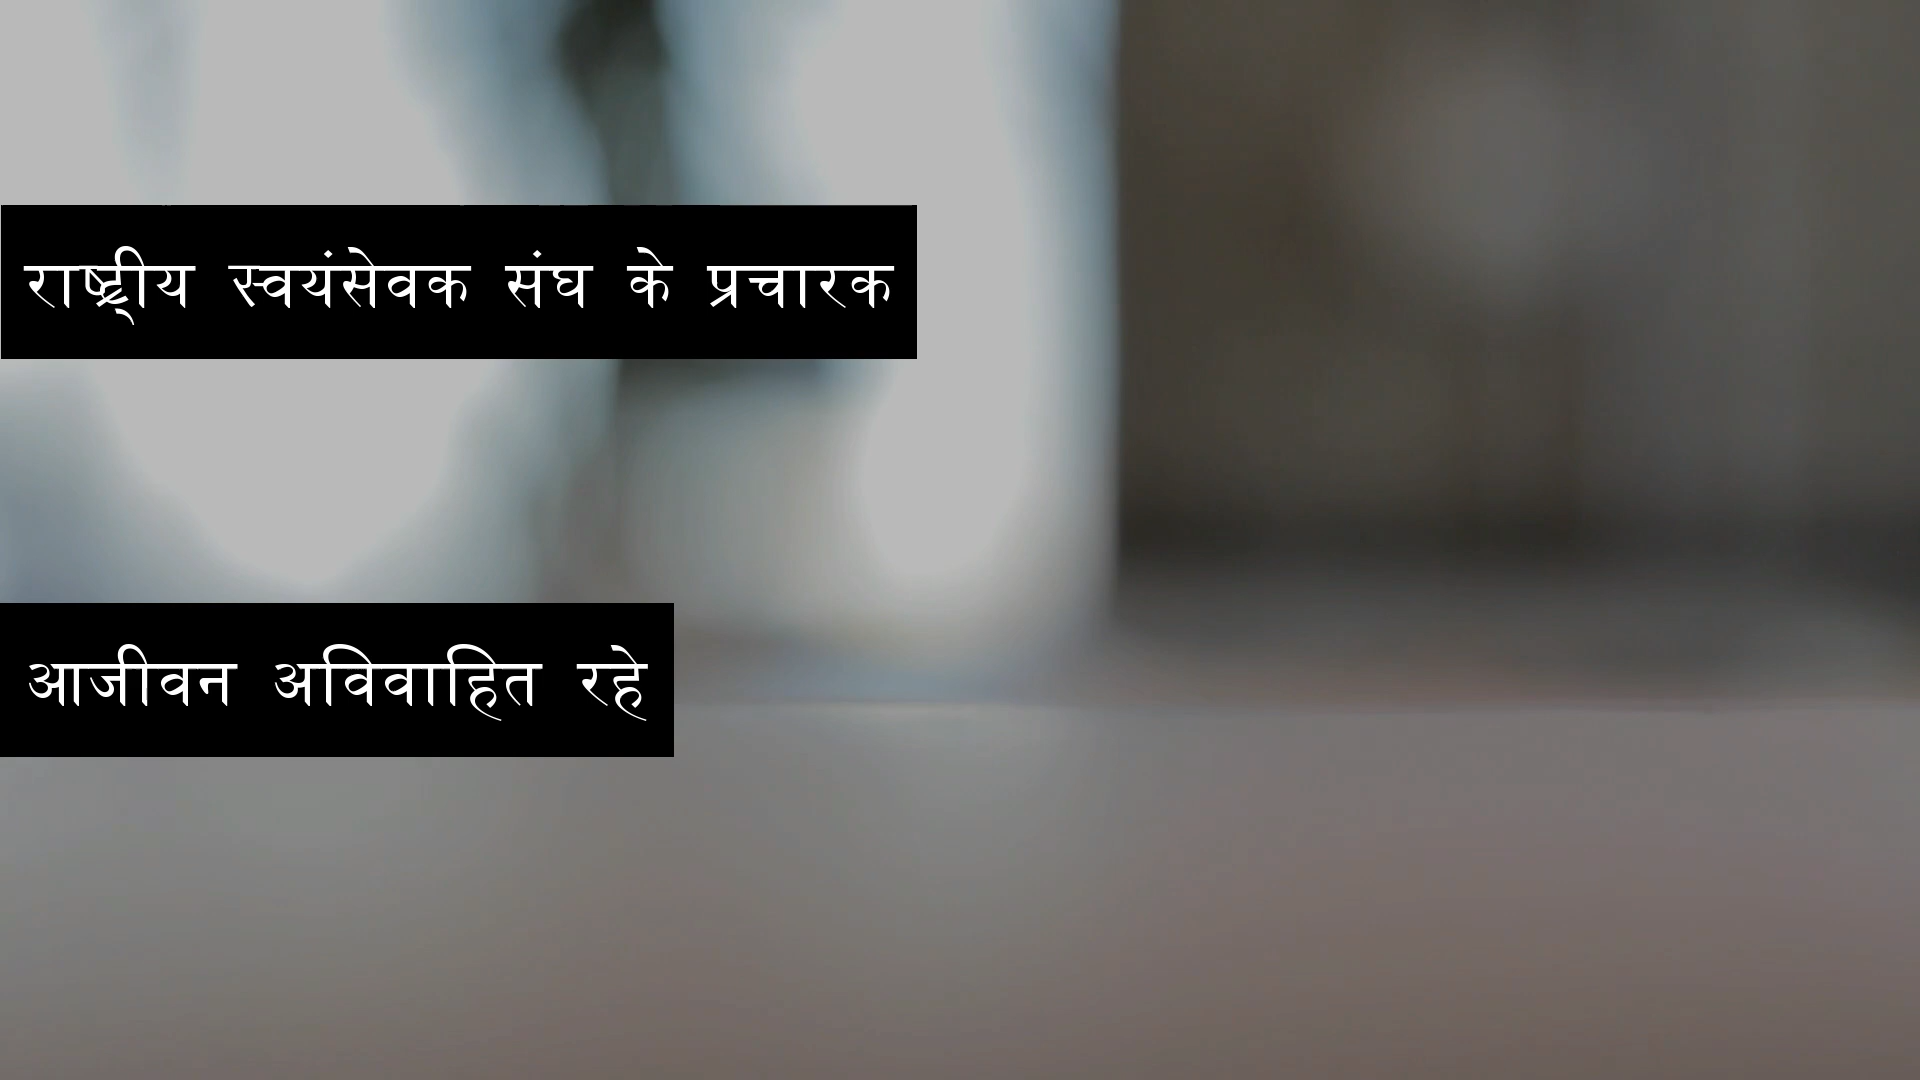 राष्ट्रीय स्वयंसेवक संघ के प्रचारक
आजीवन अविवाहित रहे